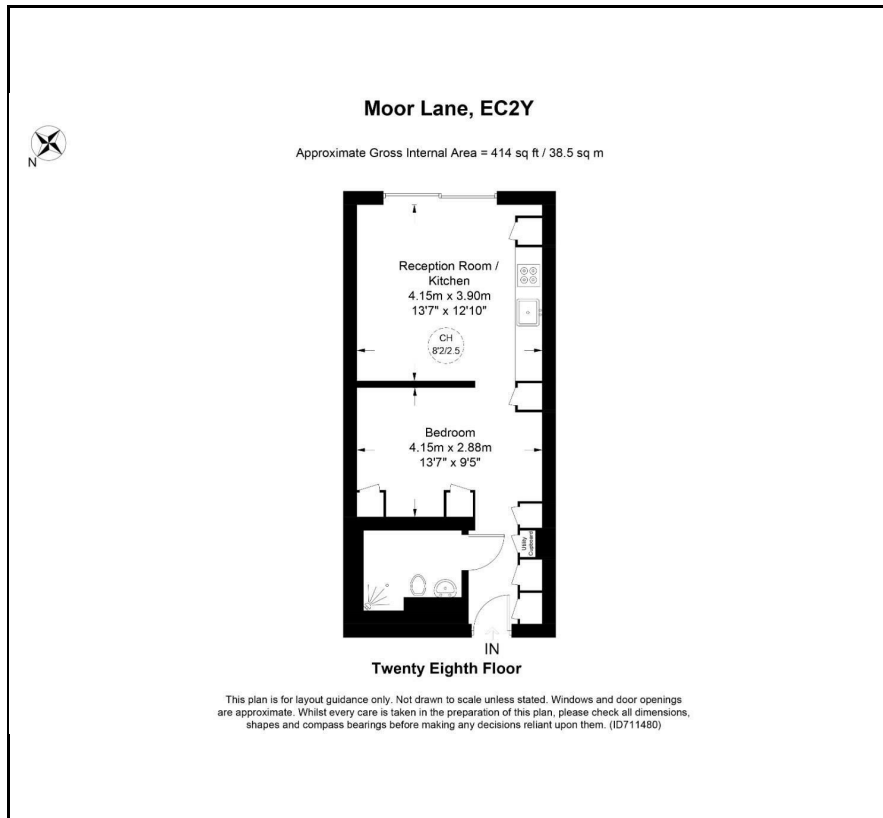 Moor Lane, EC2Y
N
Approximate Gross Internal Area = 414 sq ft / 38.5 sq m
Reception Room /
Kitchen
4.15m x 3.90m
13'7" x 12'10"
CH
8'2/2.5
Bedroom
4.15m x 2.88m
13'7" x 9'5"
Utility
Cupboard
IN
Twenty Eighth Floor
This plan is for layout guidance only. Not drawn to scale unless stated. Windows and door openings
are approximate. Whilst every care is taken in the preparation of this plan, please check all dimensions,
shapes and compass bearings before making any decisions reliant upon them. (ID711480)